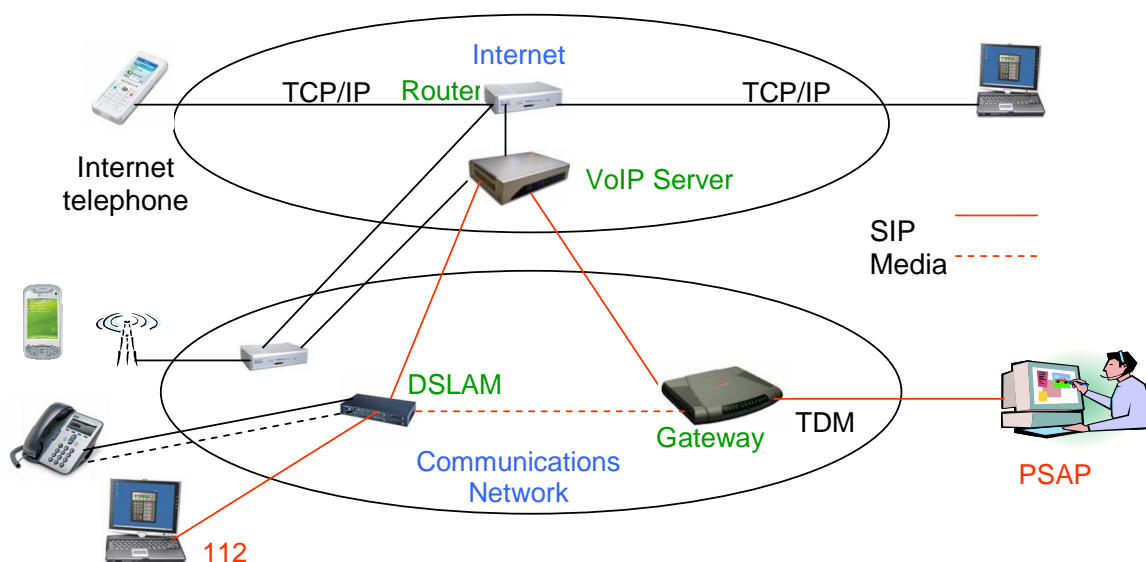 Internet
TCP/IP
Router
TCP/IP
Internet
telephone
VoIP Server
SIP
Media
DSLAM
Gateway
TDM
Communications
Network
PSAP
112